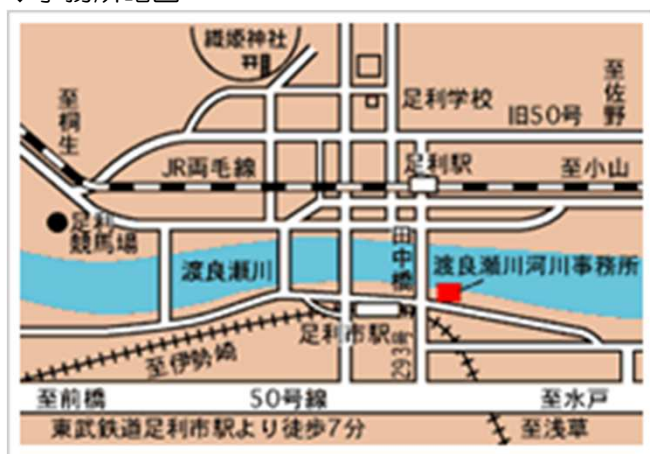 織姫神社
至桐生
足利学校
旧50号
至佐野
JR両毛線
足利駅
至小山
足利
競馬場
渡良瀬川
田中橋
渡良瀬川河川事務所
足利市駅
293号
至伊勢崎
至前橋
50号線
至水戸
東武鉄道足利市駅より徒歩7分
至浅草